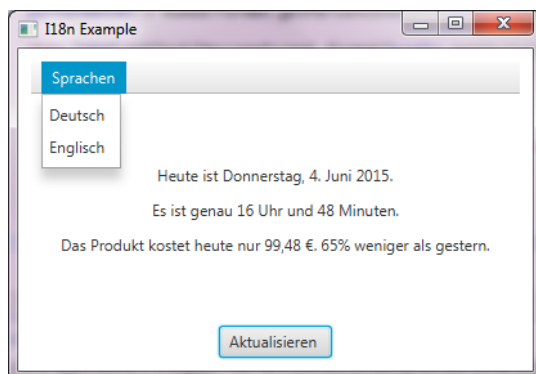 I18n Example
Sprachen
Deutsch
Englisch
Heute ist Donnerstag, 4. Juni 2015.
Es ist genau 16 Uhr und 48 Minuten.
Das Produkt kostet heute nur 99,48 €. 65% weniger als gestern.
Aktualisieren